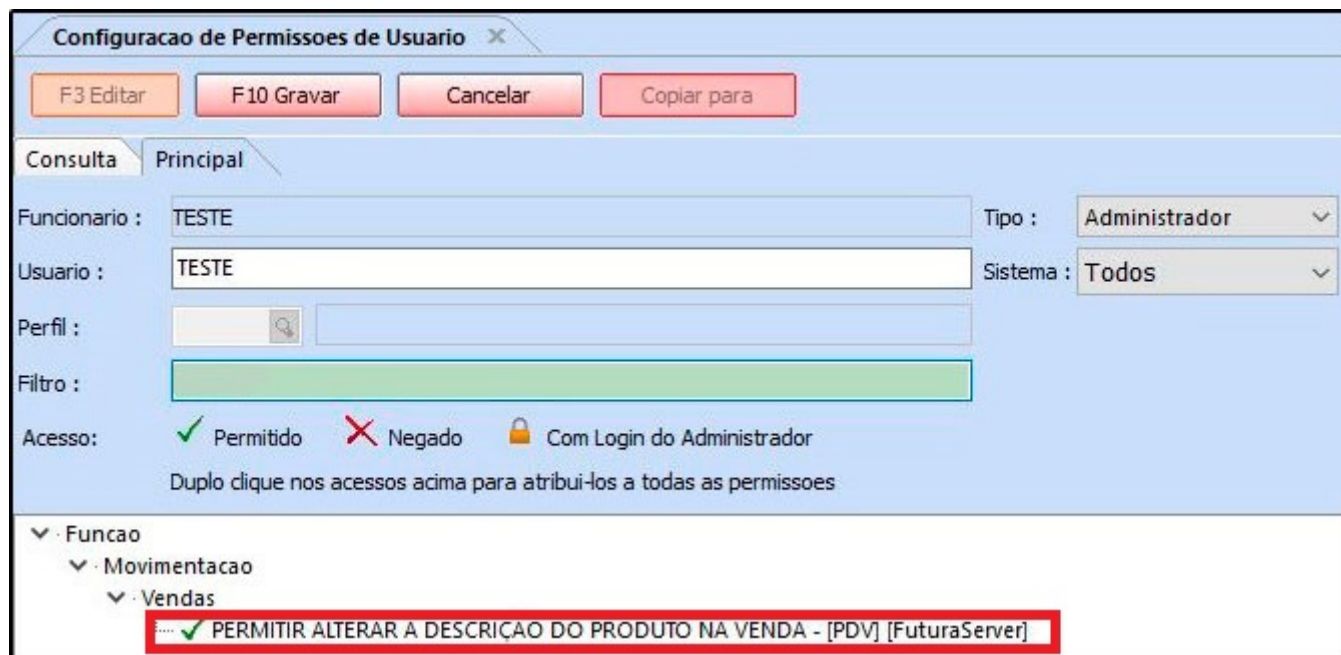 Configuracao de Permissoes de Usuario
F3 Editar F10 Gravar Cancelar Copiar para
Consulta Principal
Funcionario : TESTE Tipo : Administrador
Usuario : TESTE Sistema : Todos
Perfil :
Filtro :
Acesso: Permitido Negado Com Login do Administrador
Duplo clique nos acessos acima para atribui-los a todas as permissoes
Funcao
Movimentacao
Vendas
PERMITIR ALTERAR A DESCRIÇAO DO PRODUTO NA VENDA - [PDV] [FuturaServer]